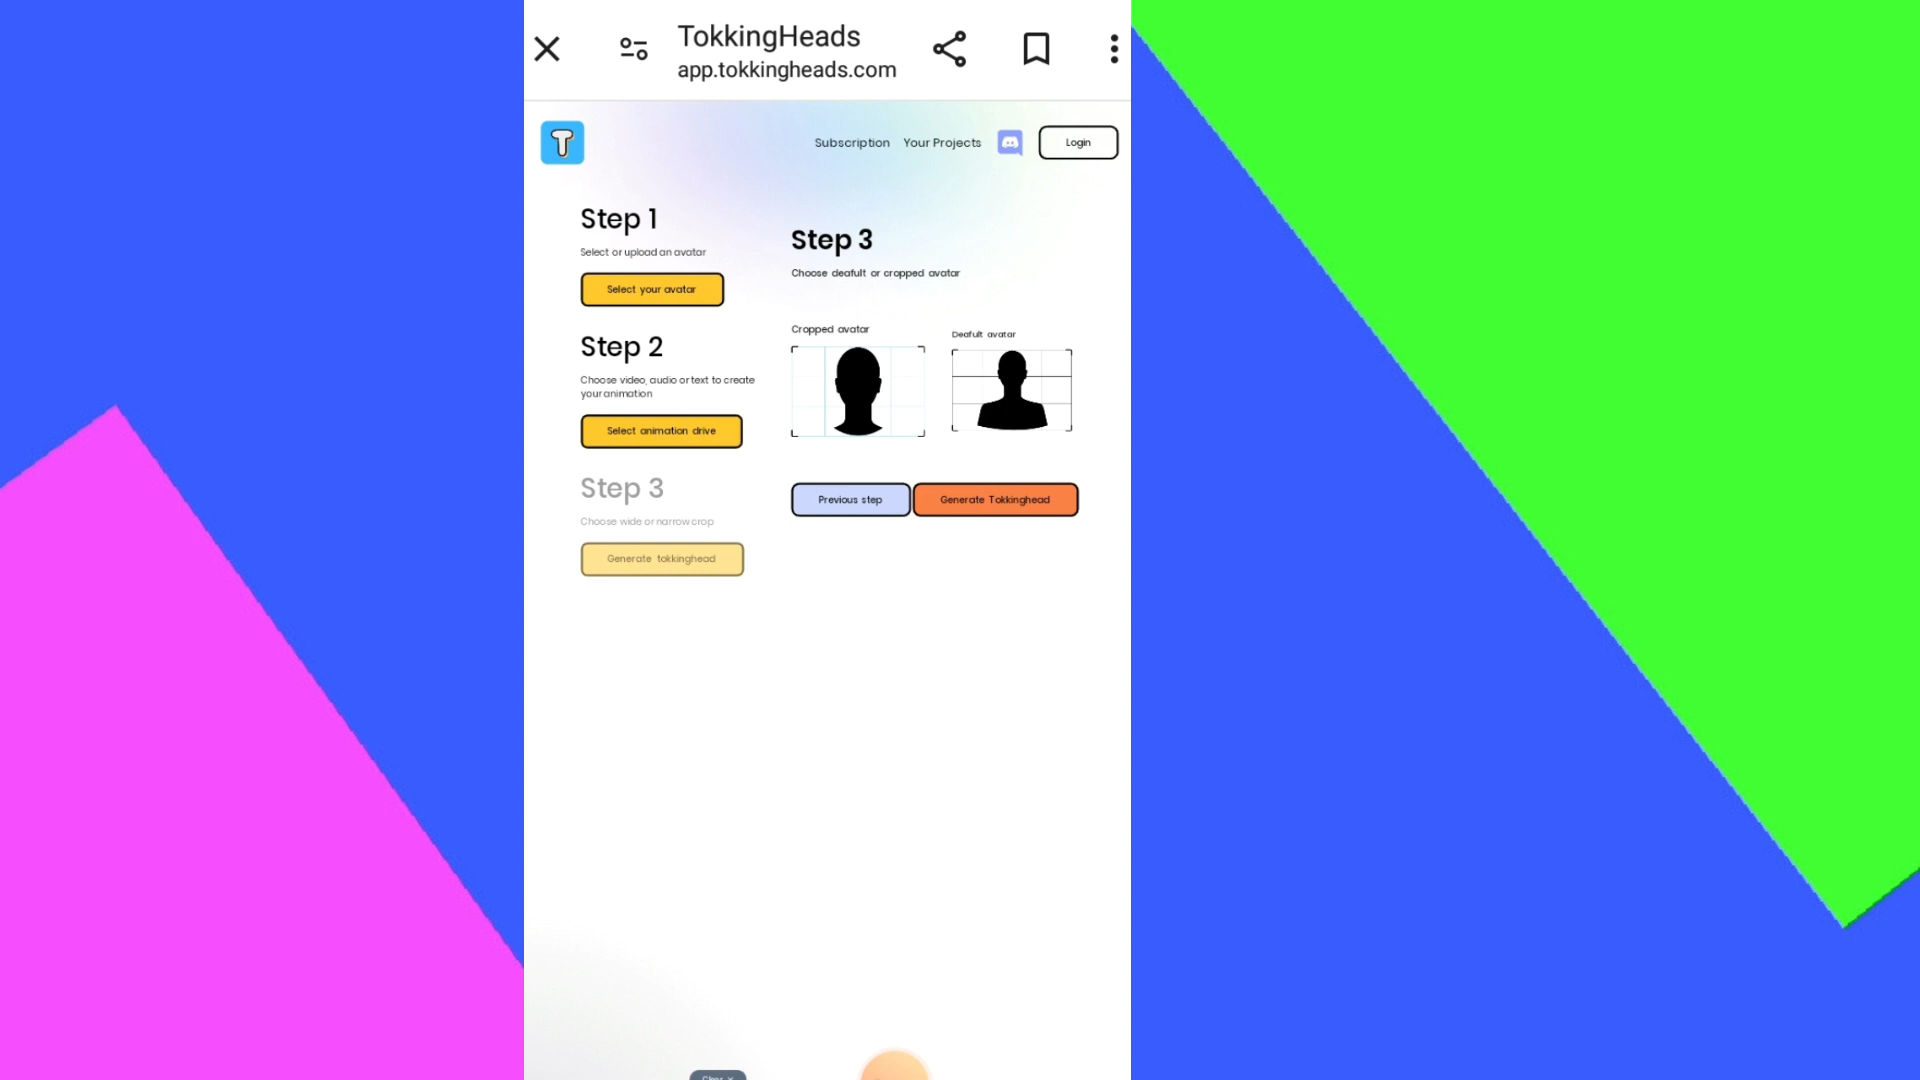 TokkingHeads
app.tokkingheads.com
T
Subscription Your Projects Login
Step 1
Select or upload an avatar
Select your avatar
Step 2
Choose video, audio or text to create
your animation
Select animation drive
Step 3
Choose wide or narrow crop
Generate tokkinghead
Step 3
Choose deafult or cropped avatar
Cropped avatar
Deafult avatar
Previous step
Generate Tokkinghead